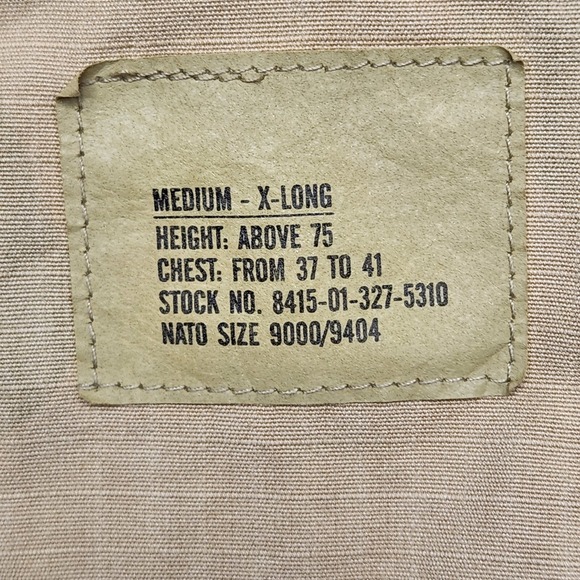 MEDIUM - X-LONG
HEIGHT: ABOVE 75
CHEST: FROM 37 TO 41
STOCK NO. 8415-01-327-5310
NATO SIZE 9000/9404